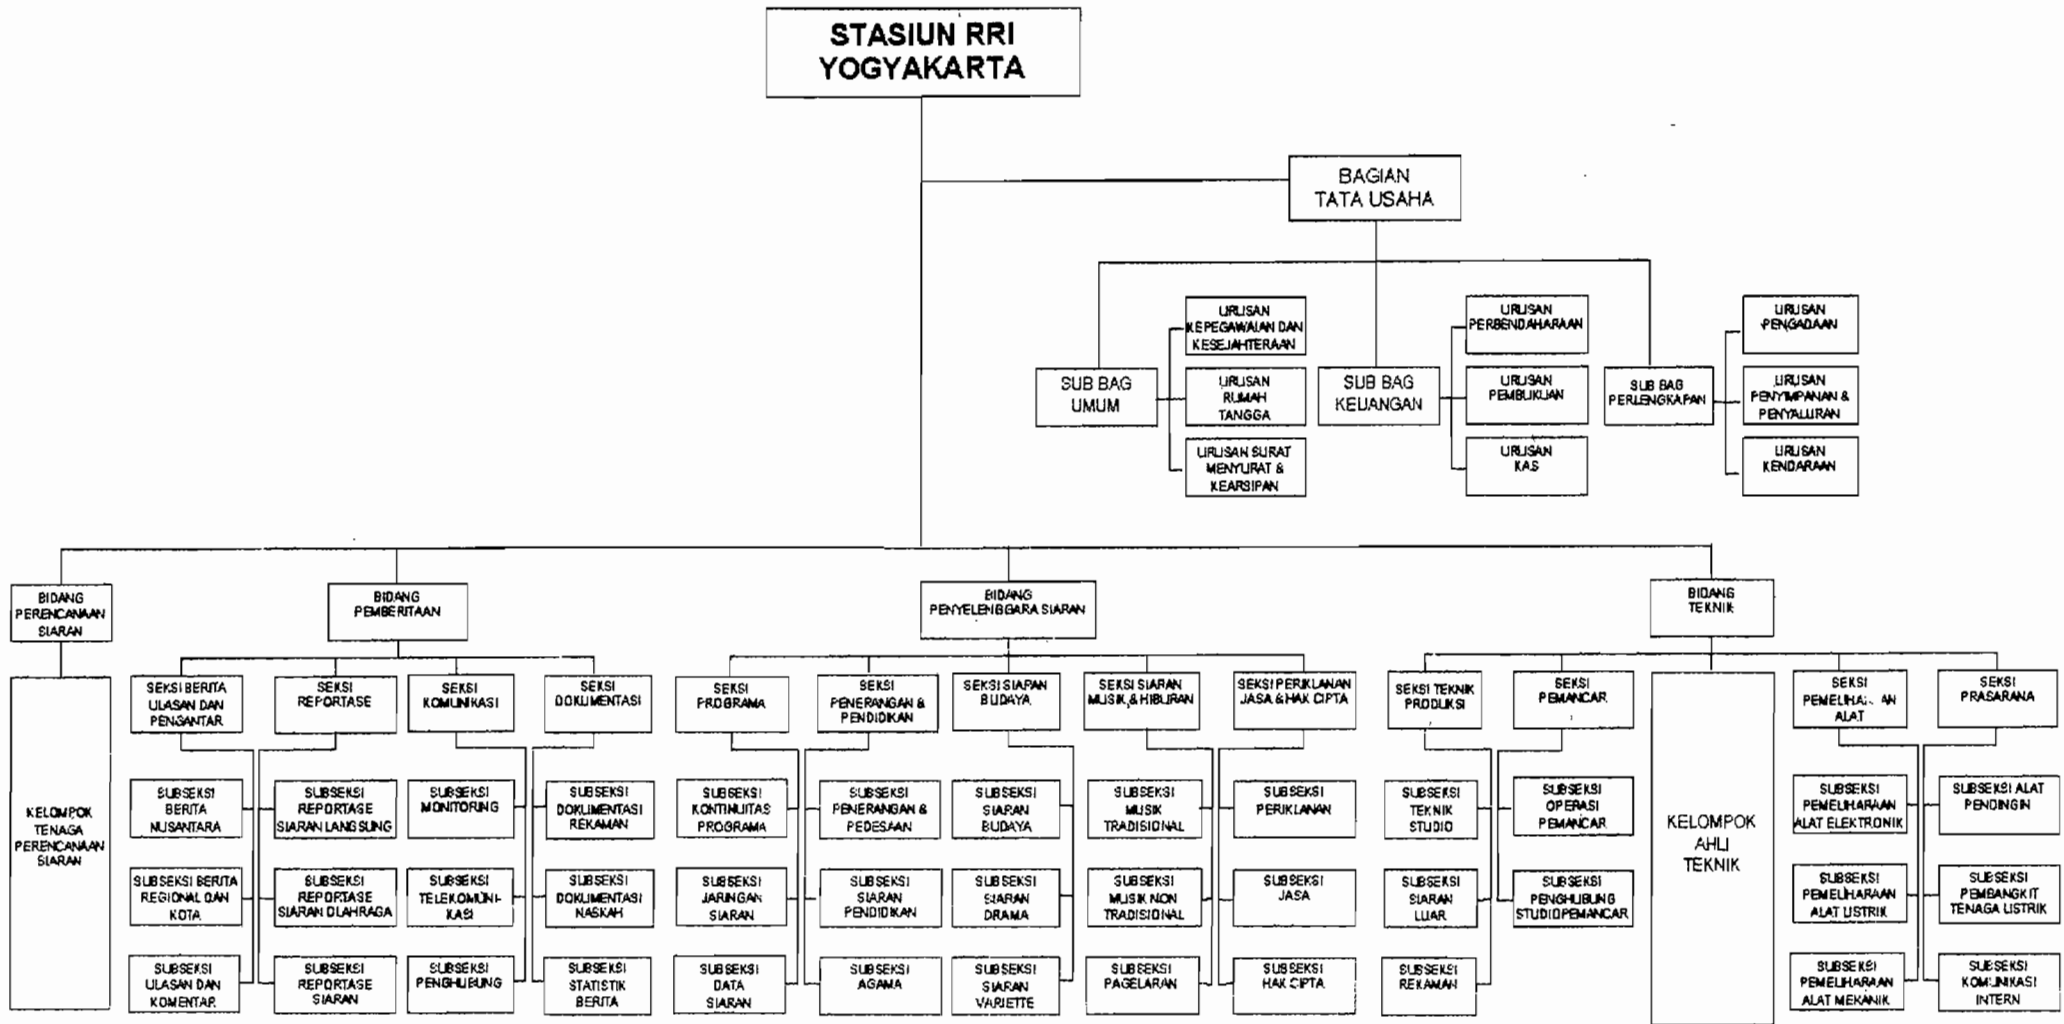 STASIUN RRI
YOGYAKARTA
BAGIAN
TATA USAHA
URUSAN
KEPEGAWAIAN DAN
KESEJAHTERAAN
URUSAN
PERBENDAHARAAN
URUSAN
PENGADAAN
SUB BAG
UMUM
URUSAN
RUMAH
TANGGA
SUB BAG
KEUANGAN
URUSAN
PEMBUKUAN
SUB BAG
PERLENGKAPAN
URUSAN
PENYIMPANAN &
PENYALURAN
URUSAN SURAT
MENYURAT &
KEARSIPAN
URUSAN
KAS
URUSAN
KENDARAAN
BIDANG
PERENCANAAN
SIARAN
BIDANG
PEMBERITAAN
BIDANG
PENYELENGGARA SIARAN
BIDANG
TEKNIK
KELOMPOK
TENAGA
PERENCANAAN
SIARAN
SEKSI BERITA
ULASAN DAN
PENGANTAR
SEKSI
REPORTASE
SEKSI
KOMUNIKASI
SEKSI
DOKUMENTASI
SEKSI
PROGRAMA
SEKSI
PENERANGAN &
PENDIDIKAN
SEKSI SIARAN
BUDAYA
SEKSI SIARAN
MUSIK & HIBURAN
SEKSI PERIKLANAN
JASA & HAK CIPTA
SEKSI TEKNIK
PRODUKSI
SEKSI
PEMANCAR
KELOMPOK
AHLI
TEKNIK
SEKSI
ALAT
SEKSI
PRASARANA
SUBSEKSI
BERITA
NUSANTARA
SUBSEKSI
REPORTASE
SIARAN LANGSUNG
SUBSEKSI
MONITORING
SUBSEKSI
DOKUMENTASI
REKAMAN
SUBSEKSI
KONTINUITAS
PROGRAMA
SUBSEKSI
PENERANGAN &
PEDESAAN
SUBSEKSI
SIARAN
BUDAYA
SUBSEKSI
MUSIK
TRADISIONAL
SUBSEKSI
PERIKLANAN
SUBSEKSI
TEKNIK
STUDIO
SUBSEKSI
OPERASI
PEMANCAR
SUBSEKSI
PEMELIHARAAN
ALAT ELEKTRONIK
SUBSEKSI ALAT
PENDINGIN
SUBSEKSI BERITA
REGIONAL DAN
KOTA
SUBSEKSI
REPORTASE
SIARAN OLAHRAGA
SUBSEKSI
TELEKOMUNI-
KASI
SUBSEKSI
DOKUMENTASI
NASKAH
SUBSEKSI
JARINGAN
SIARAN
SUBSEKSI
SIARAN
PENDIDIKAN
SUBSEKSI
SIARAN
DRAMA
SUBSEKSI
MUSIK NON
TRADISIONAL
SUBSEKSI
JASA
SUBSEKSI
SIARAN
LUAR
SUBSEKSI
PENGHUBUNG
STUDIOPEMANCAR
SUBSEKSI
PEMELIHARAAN
ALAT LISTRIK
SUBSEKSI
PEMBANGKIT
TENAGA LISTRIK
SUBSEKSI
ULASAN DAN
KOMENTAR
SUBSEKSI
REPORTASE
SIARAN
SUBSEKSI
PENGHUBUNG
SUBSEKSI
STATISTIK
BERITA
SUBSEKSI
DATA
SIARAN
SUBSEKSI
AGAMA
SUBSEKSI
SIARAN
VARIETTE
SUBSEKSI
PAGELARAN
SUBSEKSI
HAK CIPTA
SUBSEKSI
REKAMAN
SUBSEKSI
PEMELIHARAAN
ALAT MEKANIK
SUBSEKSI
KOMUNIKASI
INTERN